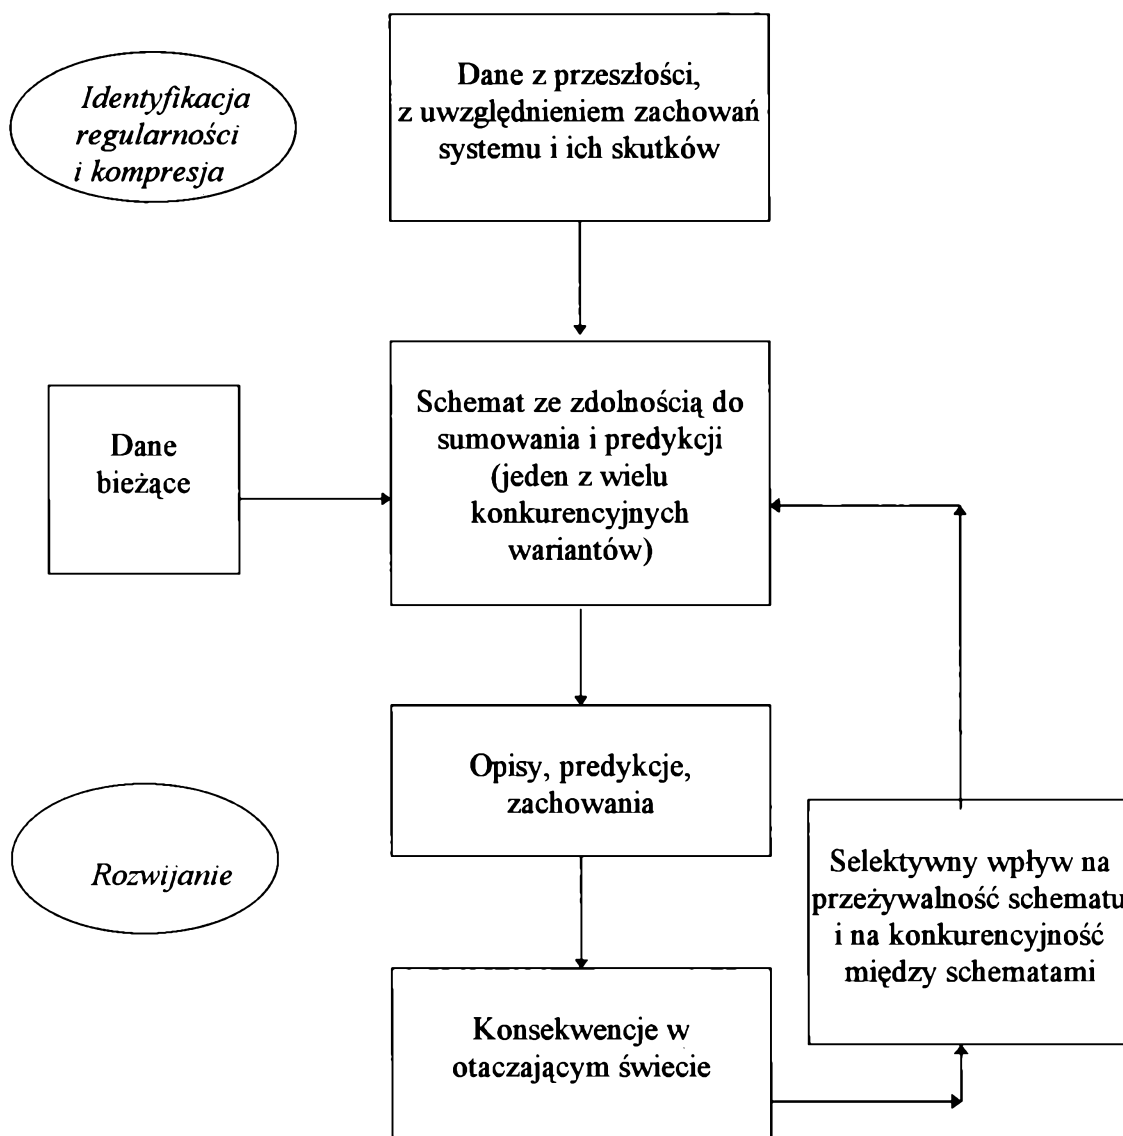 Identyfikacja
regularności
i kompresja
Dane z przeszłości,
z uwzględnieniem zachowań
systemu i ich skutków
Dane
bieżące
Schemat ze zdolnością do
sumowania i predykcji
(jeden z wielu
konkurencyjnych
wariantów)
Opisy, predykcje,
zachowania
Rozwijanie
Selektywny wpływ na
przeżywalność schematu
i na konkurencyjność
między schematami
Konsekwencje w
otaczającym świecie